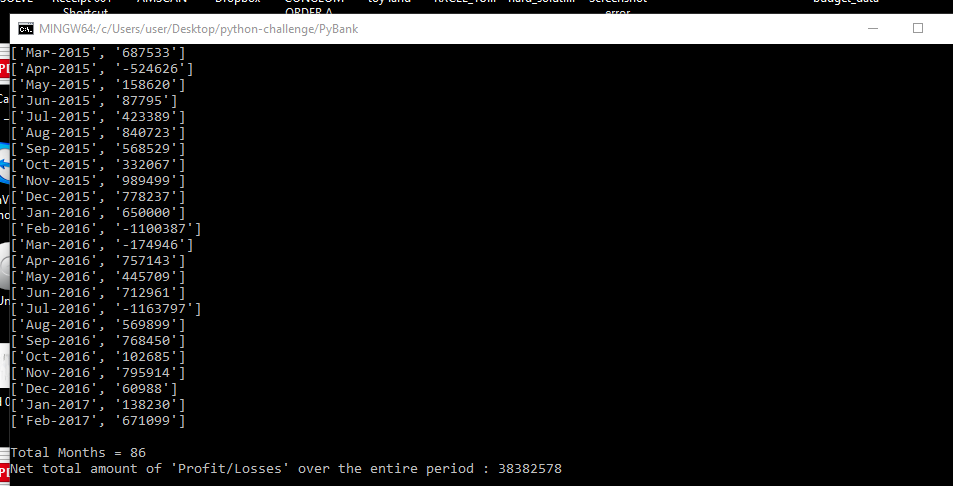 Shortcut
ORDER A
error
MINGW64:/c/Users/user/Desktop/python-challenge/PyBank
['Mar-2015', '687533']
['Apr-2015', '-524626']
['May-2015', '158620']
['Jun-2015', '87795']
['Jul-2015', '423389']
['Aug-2015', '840723']
['Sep-2015', '568529']
['Oct-2015', '332067']
['Nov-2015', '989499']
['Dec-2015', '778237']
['Jan-2016', '650000']
['Feb-2016', '-1100387']
['Mar-2016', '-174946']
['Apr-2016', '757143']
['May-2016', '445709']
['Jun-2016', '712961']
['Jul-2016', '-1163797']
['Aug-2016', '569899']
['Sep-2016', '768450']
['Oct-2016', '102685']
['Nov-2016', '795914']
['Dec-2016', '60988']
['Jan-2017', '138230']
['Feb-2017', '671099']
Total Months = 86
Net total amount of 'Profit/Losses' over the entire period : 38382578